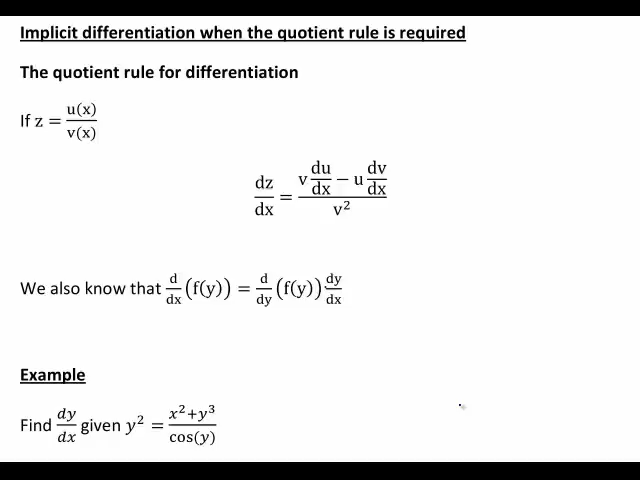 Implicit differentiation when the quotient rule is required
The quotient rule for differentiation
If z = u(x)/v(x)
dz/dx = (v du/dx − u dv/dx)/v²
We also know that d/dx (f(y)) = d/dy (f(y)) dy/dx
Example
Find dy/dx given y² = (x²+y³)/cos(y)